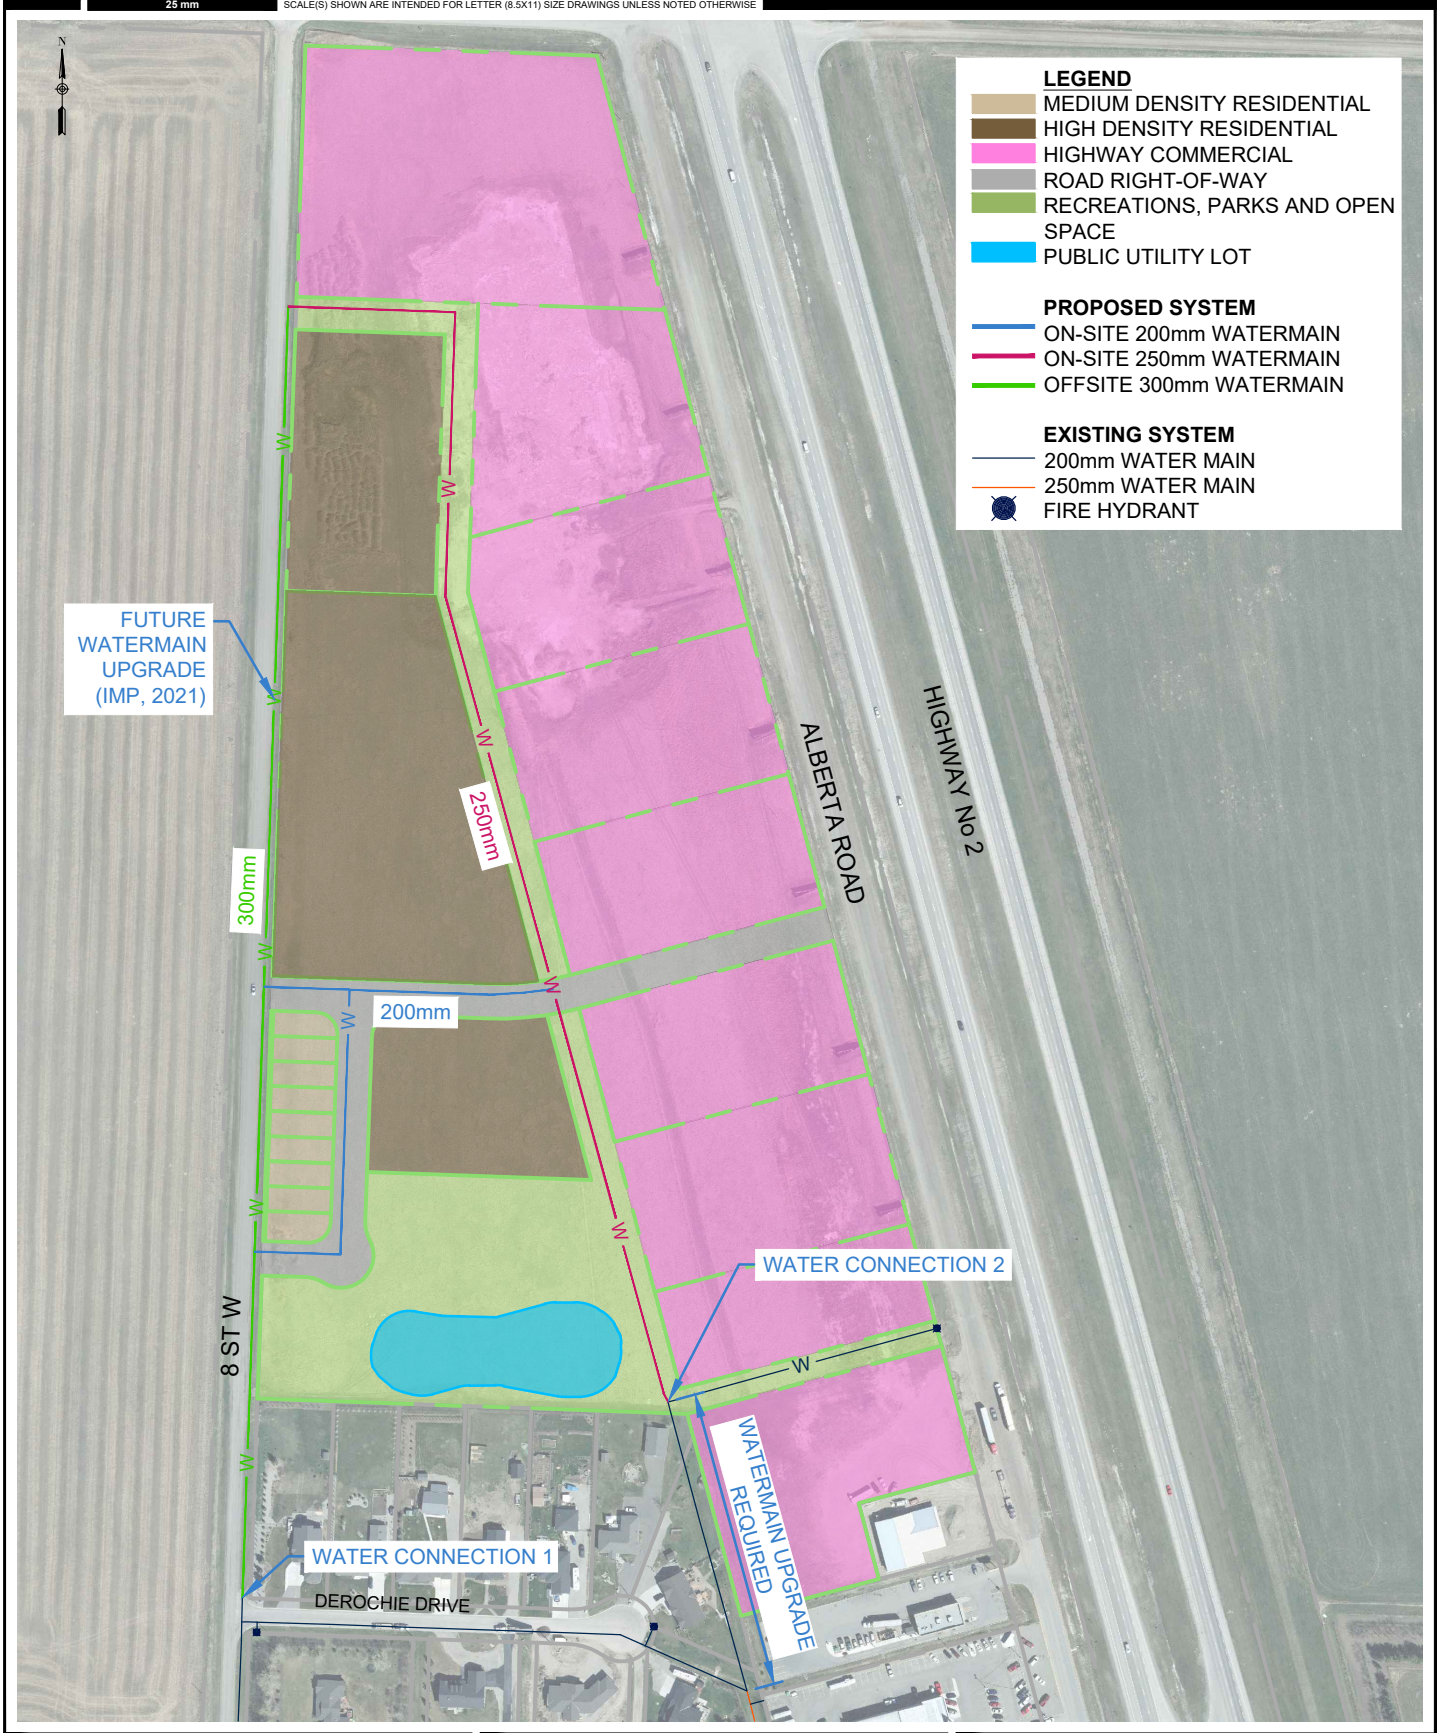 25 mm
SCALE(S) SHOWN ARE INTENDED FOR LETTER (8.5X11) SIZE DRAWINGS UNLESS NOTED OTHERWISE
N
LEGEND
MEDIUM DENSITY RESIDENTIAL
HIGH DENSITY RESIDENTIAL
HIGHWAY COMMERCIAL
ROAD RIGHT-OF-WAY
RECREATIONS, PARKS AND OPEN
SPACE
PUBLIC UTILITY LOT
PROPOSED SYSTEM
ON-SITE 200mm WATERMAIN
ON-SITE 250mm WATERMAIN
OFFSITE 300mm WATERMAIN
EXISTING SYSTEM
200mm WATER MAIN
250mm WATER MAIN
FIRE HYDRANT
W
W
FUTURE
WATERMAIN
UPGRADE
(IMP, 2021)
W
W
250mm
ALBERTA ROAD
HIGHWAY No 2
300mm
W
W
200mm
W
W
W
WATER CONNECTION 2
8 ST W
W
W
WATERMAIN UPGRADE
REQUIRED
WATER CONNECTION 1
DEROCHIE DRIVE